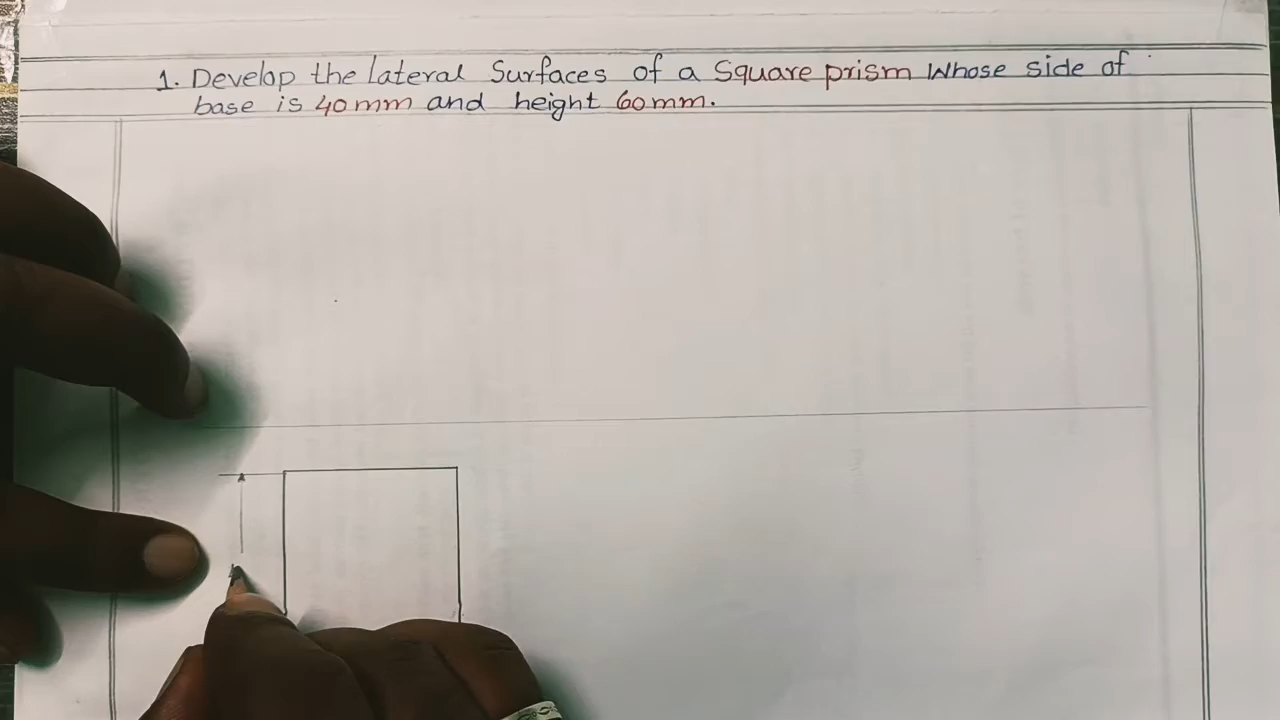 1. Develop the lateral Surfaces of a Square prism Whose side of
base is 40mm and height 60mm.